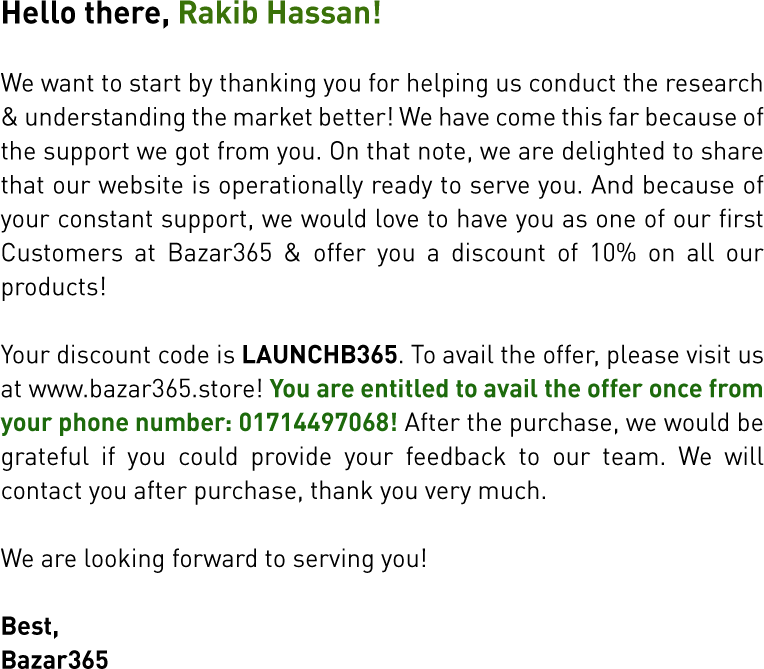 Hello there, Rakib Hassan!
We want to start by thanking you for helping us conduct the research
& understanding the market better! We have come this far because of
the support we got from you. On that note, we are delighted to share
that our website is operationally ready to serve you. And because of
your constant support, we would love to have you as one of our first
Customers at Bazar365 & offer you a discount of 10% on all our
products!
Your discount code is LAUNCHB365. To avail the offer, please visit us
at www.bazar365.store! You are entitled to avail the offer once from
your phone number: 01714497068! After the purchase, we would be
grateful if you could provide your feedback to our team. We will
contact you after purchase, thank you very much.
We are looking forward to serving you!
Best,
Bazar365